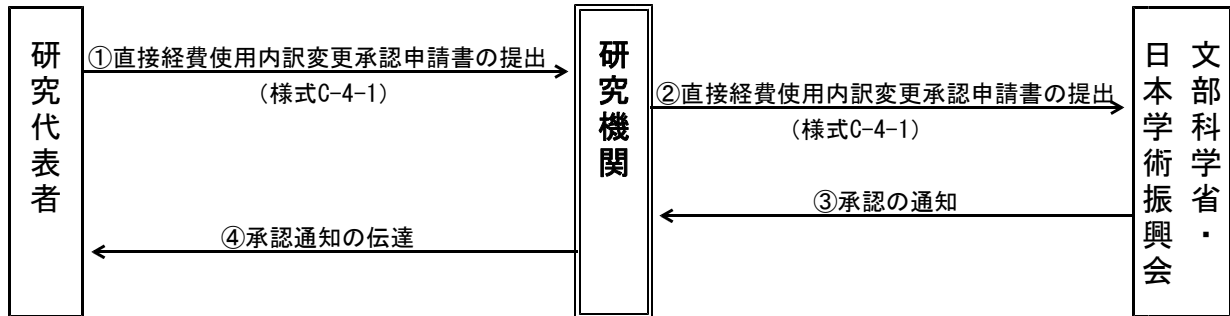 研究代表者
①直接経費使用内訳変更承認申請書の提出
(様式C-4-1)
研究機関
②直接経費使用内訳変更承認申請書の提出
(様式C-4-1)
③承認の通知
④承認通知の伝達
文部科学省・
日本学術振興会